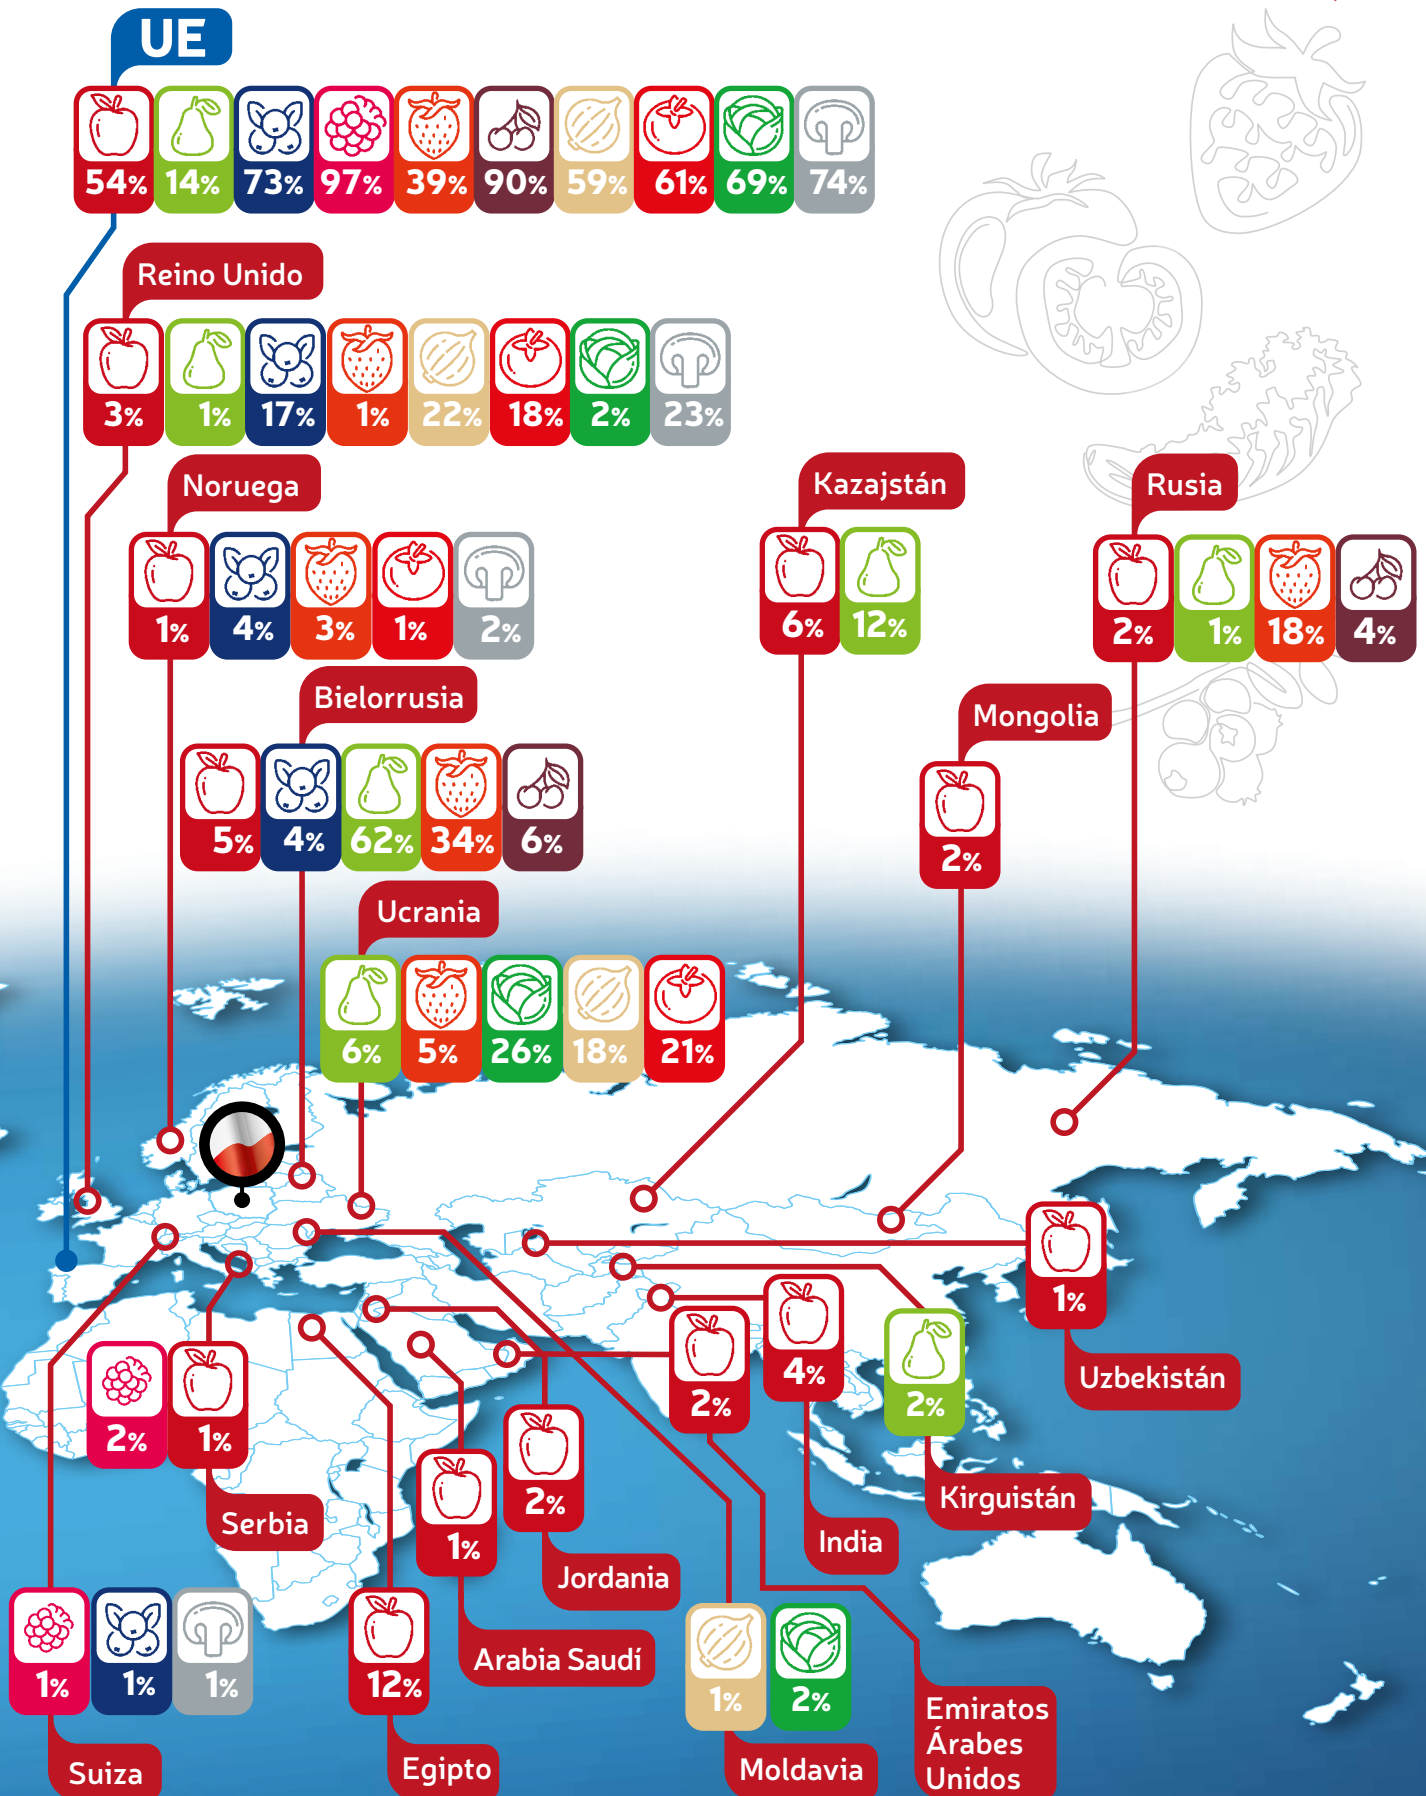 UE
54% 14% 73% 97% 39% 90% 59% 61% 69% 74%
Reino Unido
3% 1% 17% 1% 22% 18% 2% 23%
Noruega
1% 4% 3% 1% 2%
Kazajstán
6% 12%
Rusia
2% 1% 18% 4%
Bielorrusia
5% 4% 62% 34% 6%
Mongolia
2%
Ucrania
6% 5% 26% 18% 21%
1%
Uzbekistán
2%
4%
2%
Kirguistán
India
2% 1%
Serbia
1%
2%
Jordania
Arabia Saudí
1% 1% 1%
Suiza
12%
Egipto
1% 2%
Moldavia
Emiratos
Árabes
Unidos